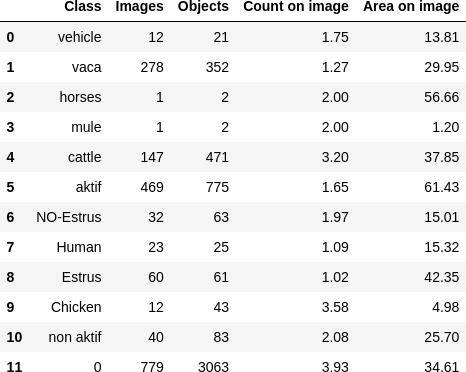 Class Images Objects Count on image Area on image
0 vehicle 12 21 1.75 13.81
1 vaca 278 352 1.27 29.95
2 horses 1 2 2.00 56.66
3 mule 1 2 2.00 1.20
4 cattle 147 471 3.20 37.85
5 aktif 469 775 1.65 61.43
6 NO-Estrus 32 63 1.97 15.01
7 Human 23 25 1.09 15.32
8 Estrus 60 61 1.02 42.35
9 Chicken 12 43 3.58 4.98
10 non aktif 40 83 2.08 25.70
11 0 779 3063 3.93 34.61